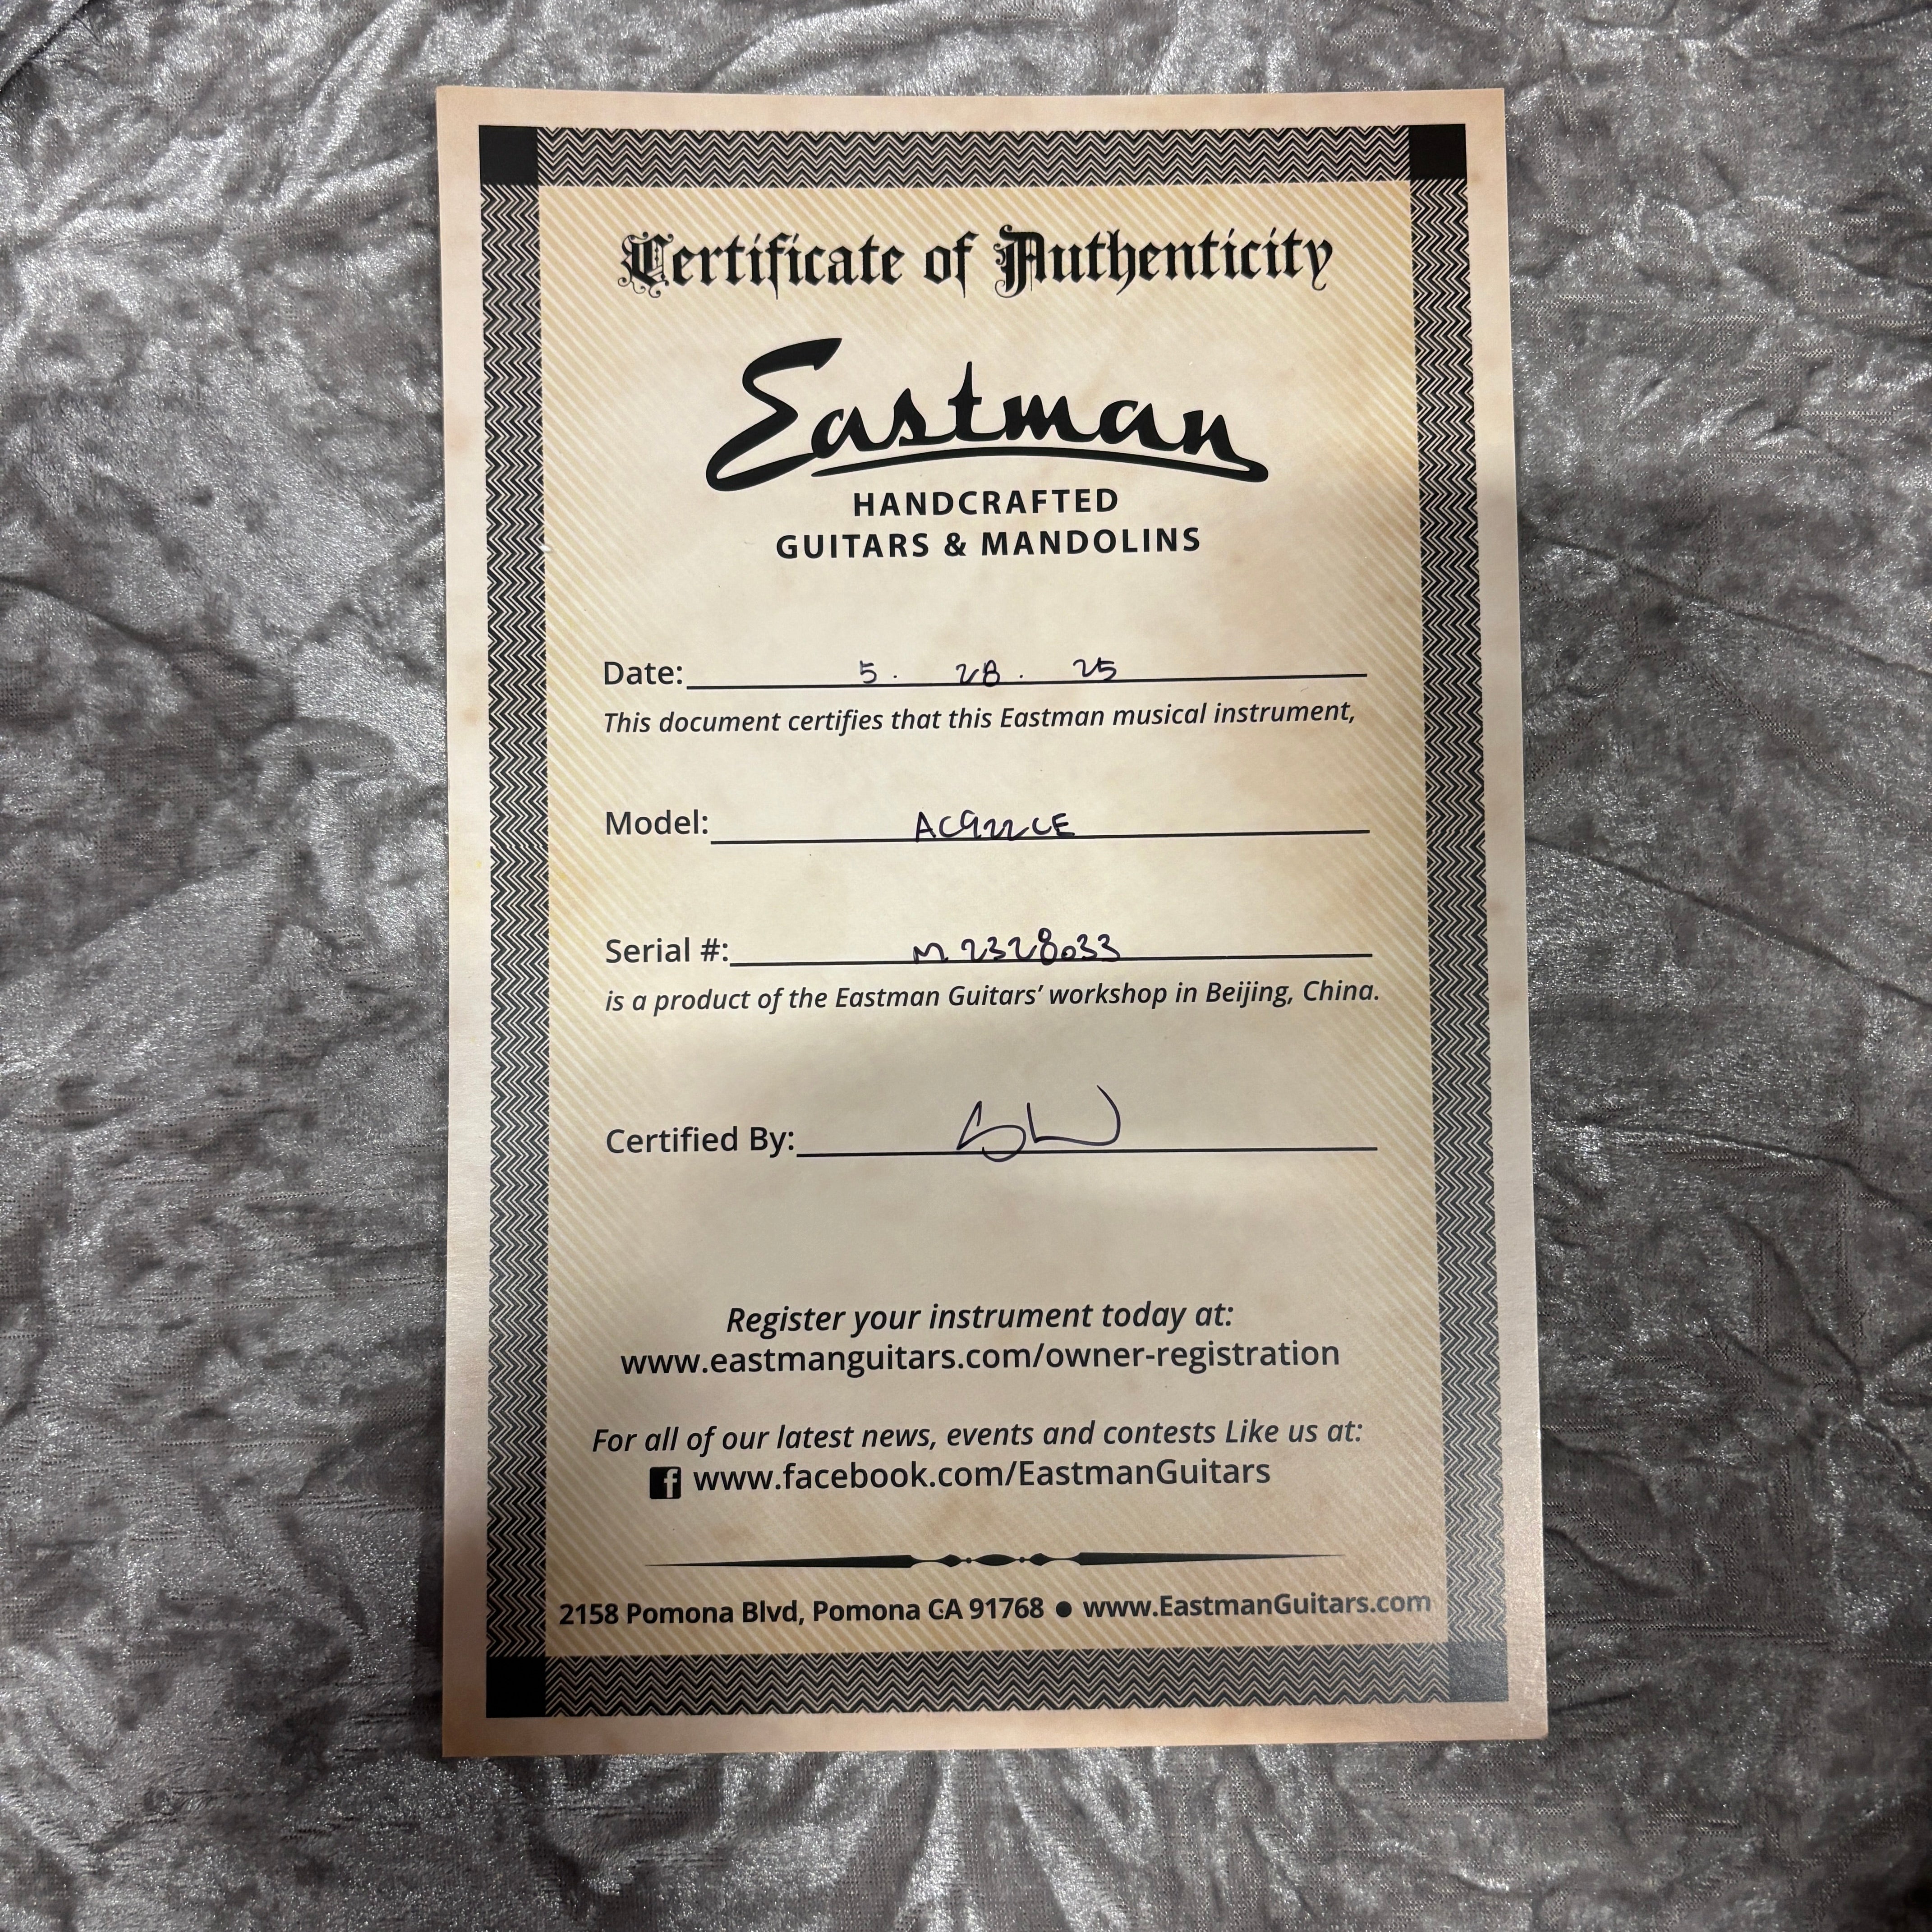 Certificate of Authenticity
Eastman
HANDCRAFTED
GUITARS & MANDOLINS
Date: 5. 28. 25
This document certifies that this Eastman musical instrument,
Model: AC922CE
Serial #: M2328033
is a product of the Eastman Guitars’ workshop in Beijing, China.
Certified By:
Register your instrument today at:
www.eastmanguitars.com/owner-registration
For all of our latest news, events and contests Like us at:
f www.facebook.com/EastmanGuitars
2158 Pomona Blvd, Pomona CA 91768 ● www.EastmanGuitars.com